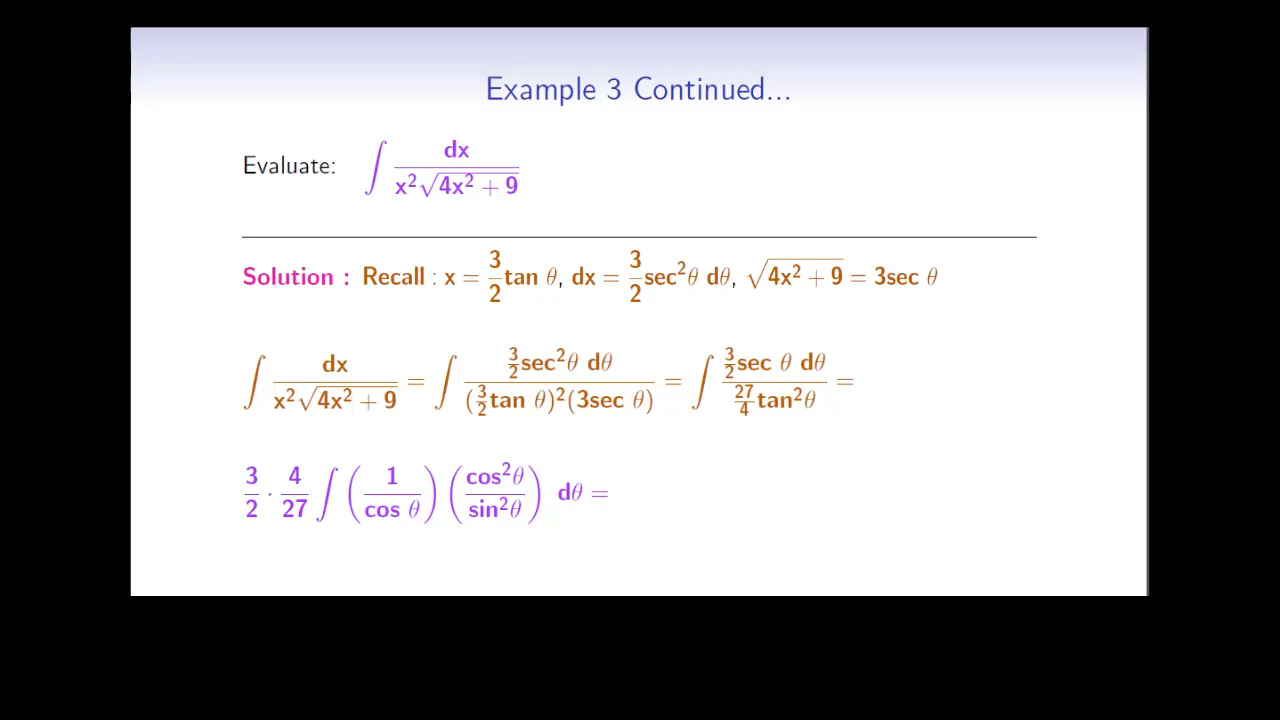 Example 3 Continued...
Evaluate: ∫ dx / (x²√(4x² + 9))
Solution : Recall : x = 3/2 tan θ, dx = 3/2 sec²θ dθ, √(4x² + 9) = 3sec θ
∫ dx / (x²√(4x² + 9)) = ∫ (3/2 sec²θ dθ) / ((3/2 tan θ)²(3sec θ)) = ∫ (3/2 sec θ dθ) / (27/4 tan²θ) =
3/2 · 4/27 ∫ (1 / cos θ) (cos²θ / sin²θ) dθ =